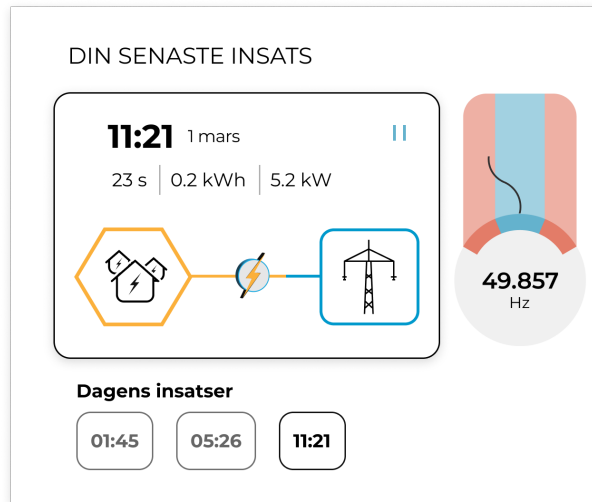 DIN SENASTE INSATS
11:21 1 mars
23 s 0.2 kWh 5.2 kW
49.857
Hz
Dagens insatser
01:45 05:26 11:21